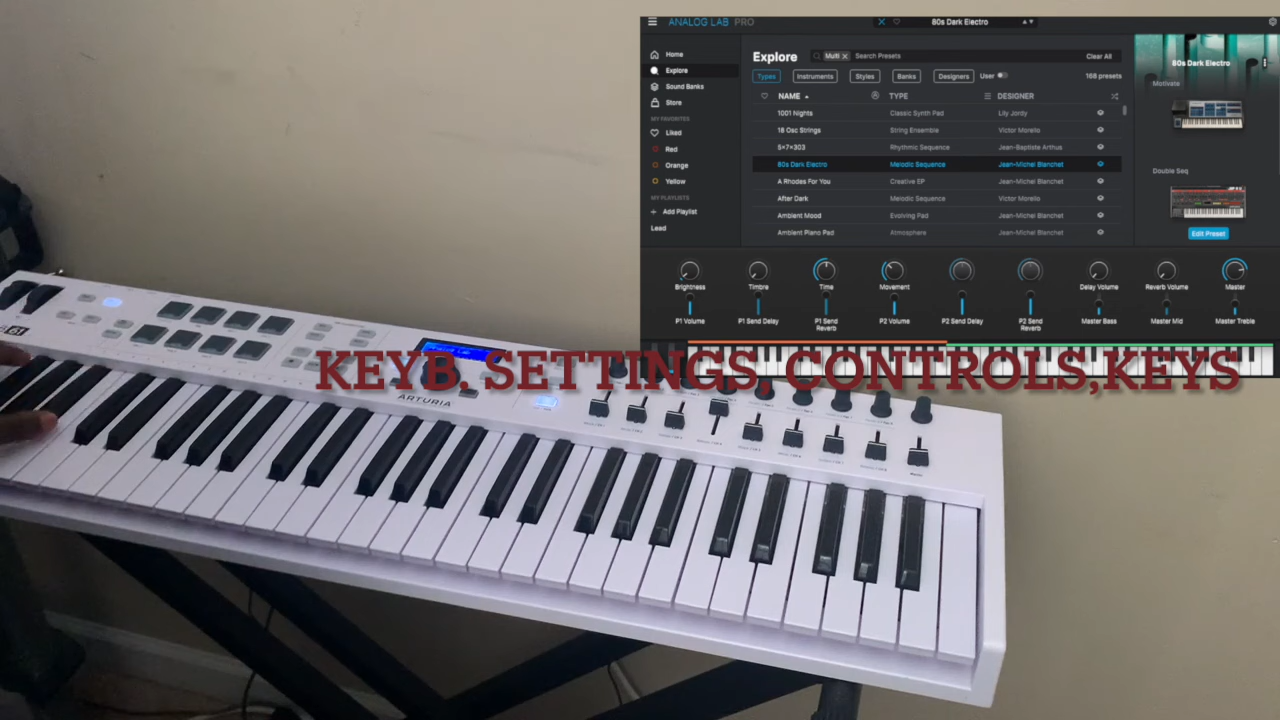 ANALOG LAB PRO
80s Dark Electro
Home
Explore
Sound Banks
Store
MY FAVORITES
Liked
Red
Orange
Yellow
MY PLAYLISTS
Add Playlist
Lead
Explore
Multi
Search Presets
Clear All
Types Instruments Styles Banks Designers User 168 presets
NAME TYPE DESIGNER
1001 Nights Classic Synth Pad Lily Jordy
16 Osc Strings String Ensemble Victor Morello
5×7×303 Rhythmic Sequence Jean-Baptiste Arthus
80s Dark Electro Melodic Sequence Jean-Michel Blanchet
A Rhodes For You Creative EP Jean-Michel Blanchet
After Dark Melodic Sequence Victor Morello
Ambient Mood Evolving Pad Jean-Michel Blanchet
Ambient Piano Pad Atmosphere Jean-Michel Blanchet
80s Dark Electro
Motivate
Double Seq
Edit Preset
Brightness Timbre Time Movement Delay Volume Reverb Volume Master
P1 Volume P1 Send Delay P1 Send Reverb P2 Volume P2 Send Delay P2 Send Reverb Master Bass Master Mid Master Treble
KEYB. SETTINGS, CONTROLS,KEYS
61
ARTURIA